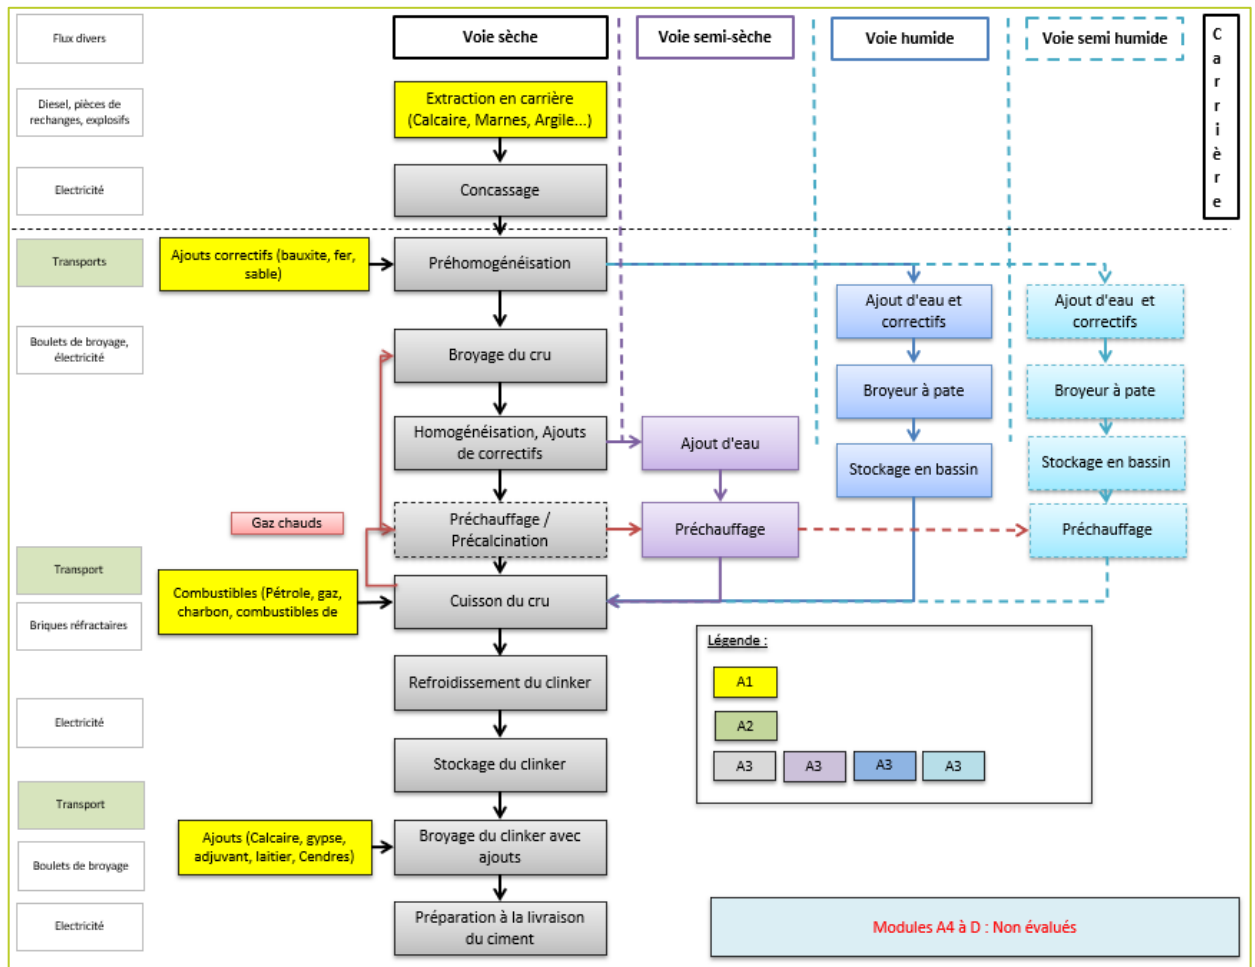 Flux divers
Voie sèche
Voie semi-sèche
Voie humide
Voie semi humide
Carrière
Diesel, pièces de
rechanges, explosifs
Extraction en carrière
(Calcaire, Marnes, Argile...)
Electricité
Concassage
Transports
Ajouts correctifs (bauxite, fer,
sable)
Préhomogénéisation
Ajout d'eau et
correctifs
Ajout d'eau et
correctifs
Boulets de broyage,
électricité
Broyage du cru
Broyeur à pate
Broyeur à pate
Homogénéisation, Ajouts
de correctifs
Ajout d'eau
Stockage en bassin
Stockage en bassin
Gaz chauds
Préchauffage /
Précalcination
Préchauffage
Préchauffage
Transport
Combustibles (Pétrole, gaz,
charbon, combustibles de
Cuisson du cru
Briques réfractaires
Légende :
A1
A2
A3
A3
A3
A3
Refroidissement du clinker
Electricité
Stockage du clinker
Transport
Ajouts (Calcaire, gypse,
adjuvant, laitier, Cendres)
Broyage du clinker avec
ajouts
Boulets de broyage
Electricité
Préparation à la livraison
du ciment
Modules A4 à D : Non évalués